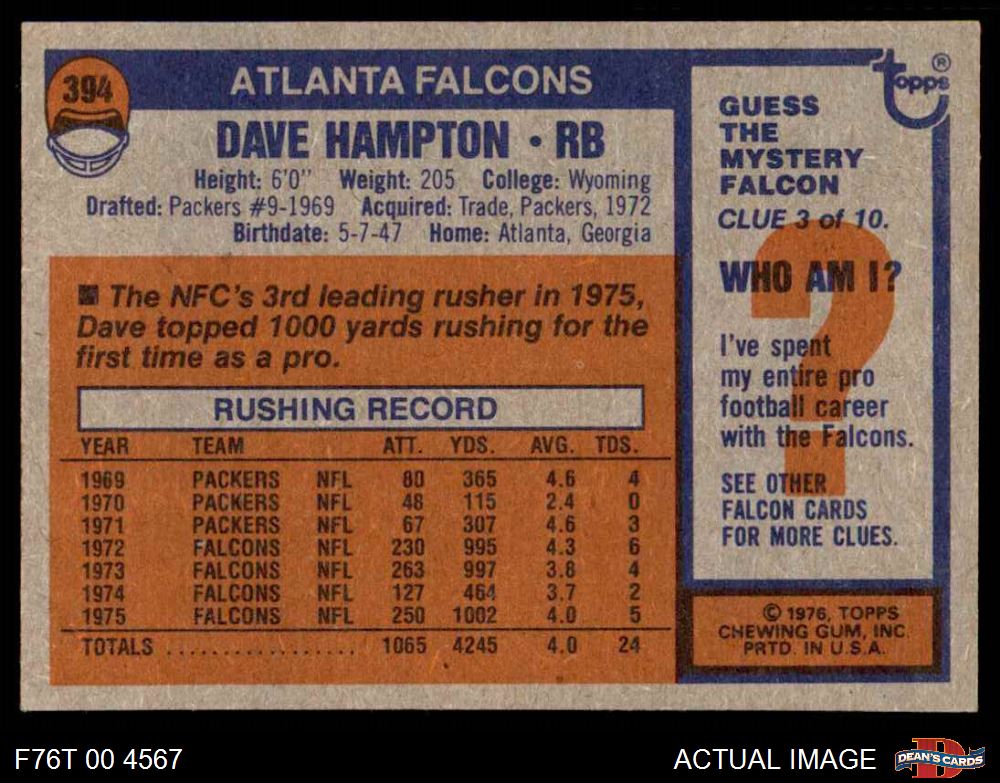 394
ATLANTA FALCONS
DAVE HAMPTON · RB
Height: 6'0" Weight: 205 College: Wyoming
Drafted: Packers #9-1969 Acquired: Trade, Packers, 1972
Birthdate: 5-7-47 Home: Atlanta, Georgia
■ The NFC's 3rd leading rusher in 1975,
Dave topped 1000 yards rushing for the
first time as a pro.
RUSHING RECORD
YEAR TEAM ATT. YDS. AVG. TDS.
1969 PACKERS NFL 80 365 4.6 4
1970 PACKERS NFL 48 115 2.4 0
1971 PACKERS NFL 67 307 4.6 3
1972 FALCONS NFL 230 995 4.3 6
1973 FALCONS NFL 263 997 3.8 4
1974 FALCONS NFL 127 464 3.7 2
1975 FALCONS NFL 250 1002 4.0 5
TOTALS .................. 1065 4245 4.0 24
topps ®
GUESS
THE
MYSTERY
FALCON
CLUE 3 of 10.
WHO AM I?
?
I've spent
my entire pro
football career
with the Falcons.
SEE OTHER
FALCON CARDS
FOR MORE CLUES.
© 1976, TOPPS
CHEWING GUM, INC.
PRTD. IN U.S.A.
F76T 00 4567
ACTUAL IMAGE
D
DEAN'S CARDS